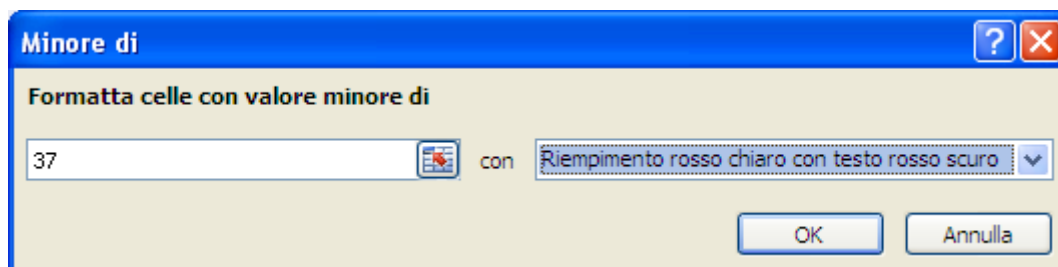 Minore di
Formatta celle con valore minore di
37 con Riempimento rosso chiaro con testo rosso scuro
OK Annulla